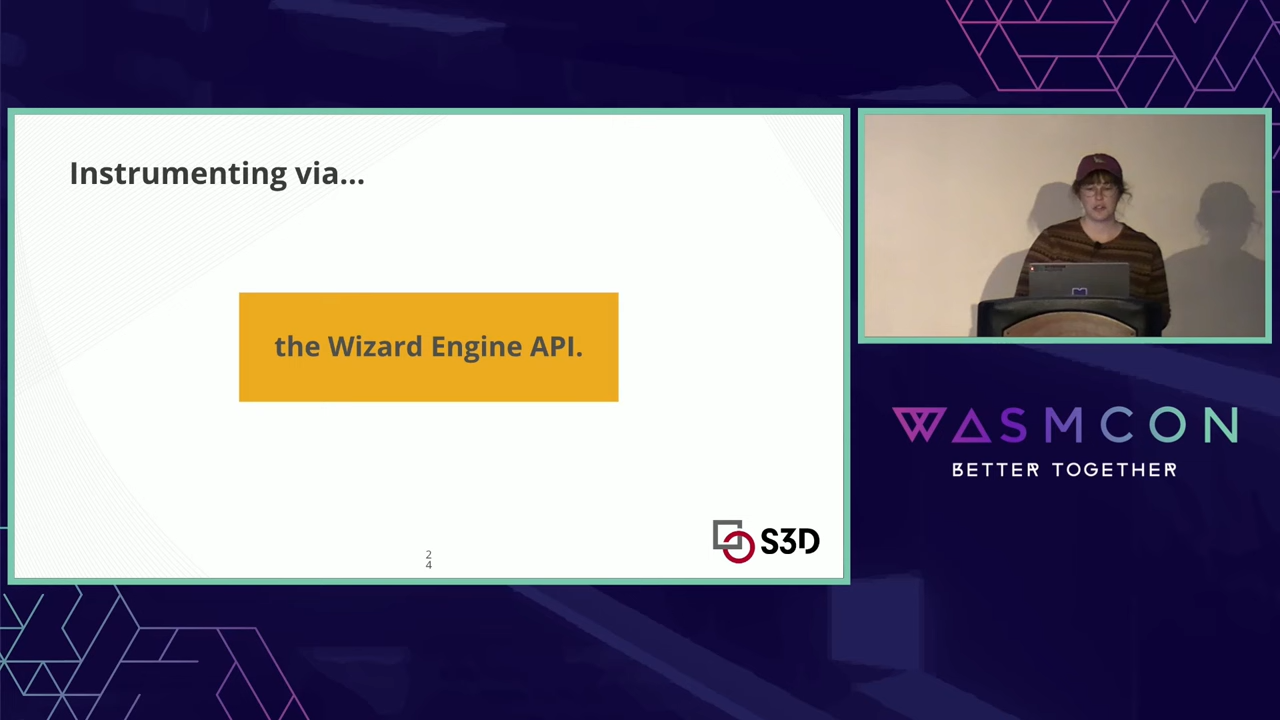 Instrumenting via...
the Wizard Engine API.
2
4
S3D
WASMCON
BETTER TOGETHER